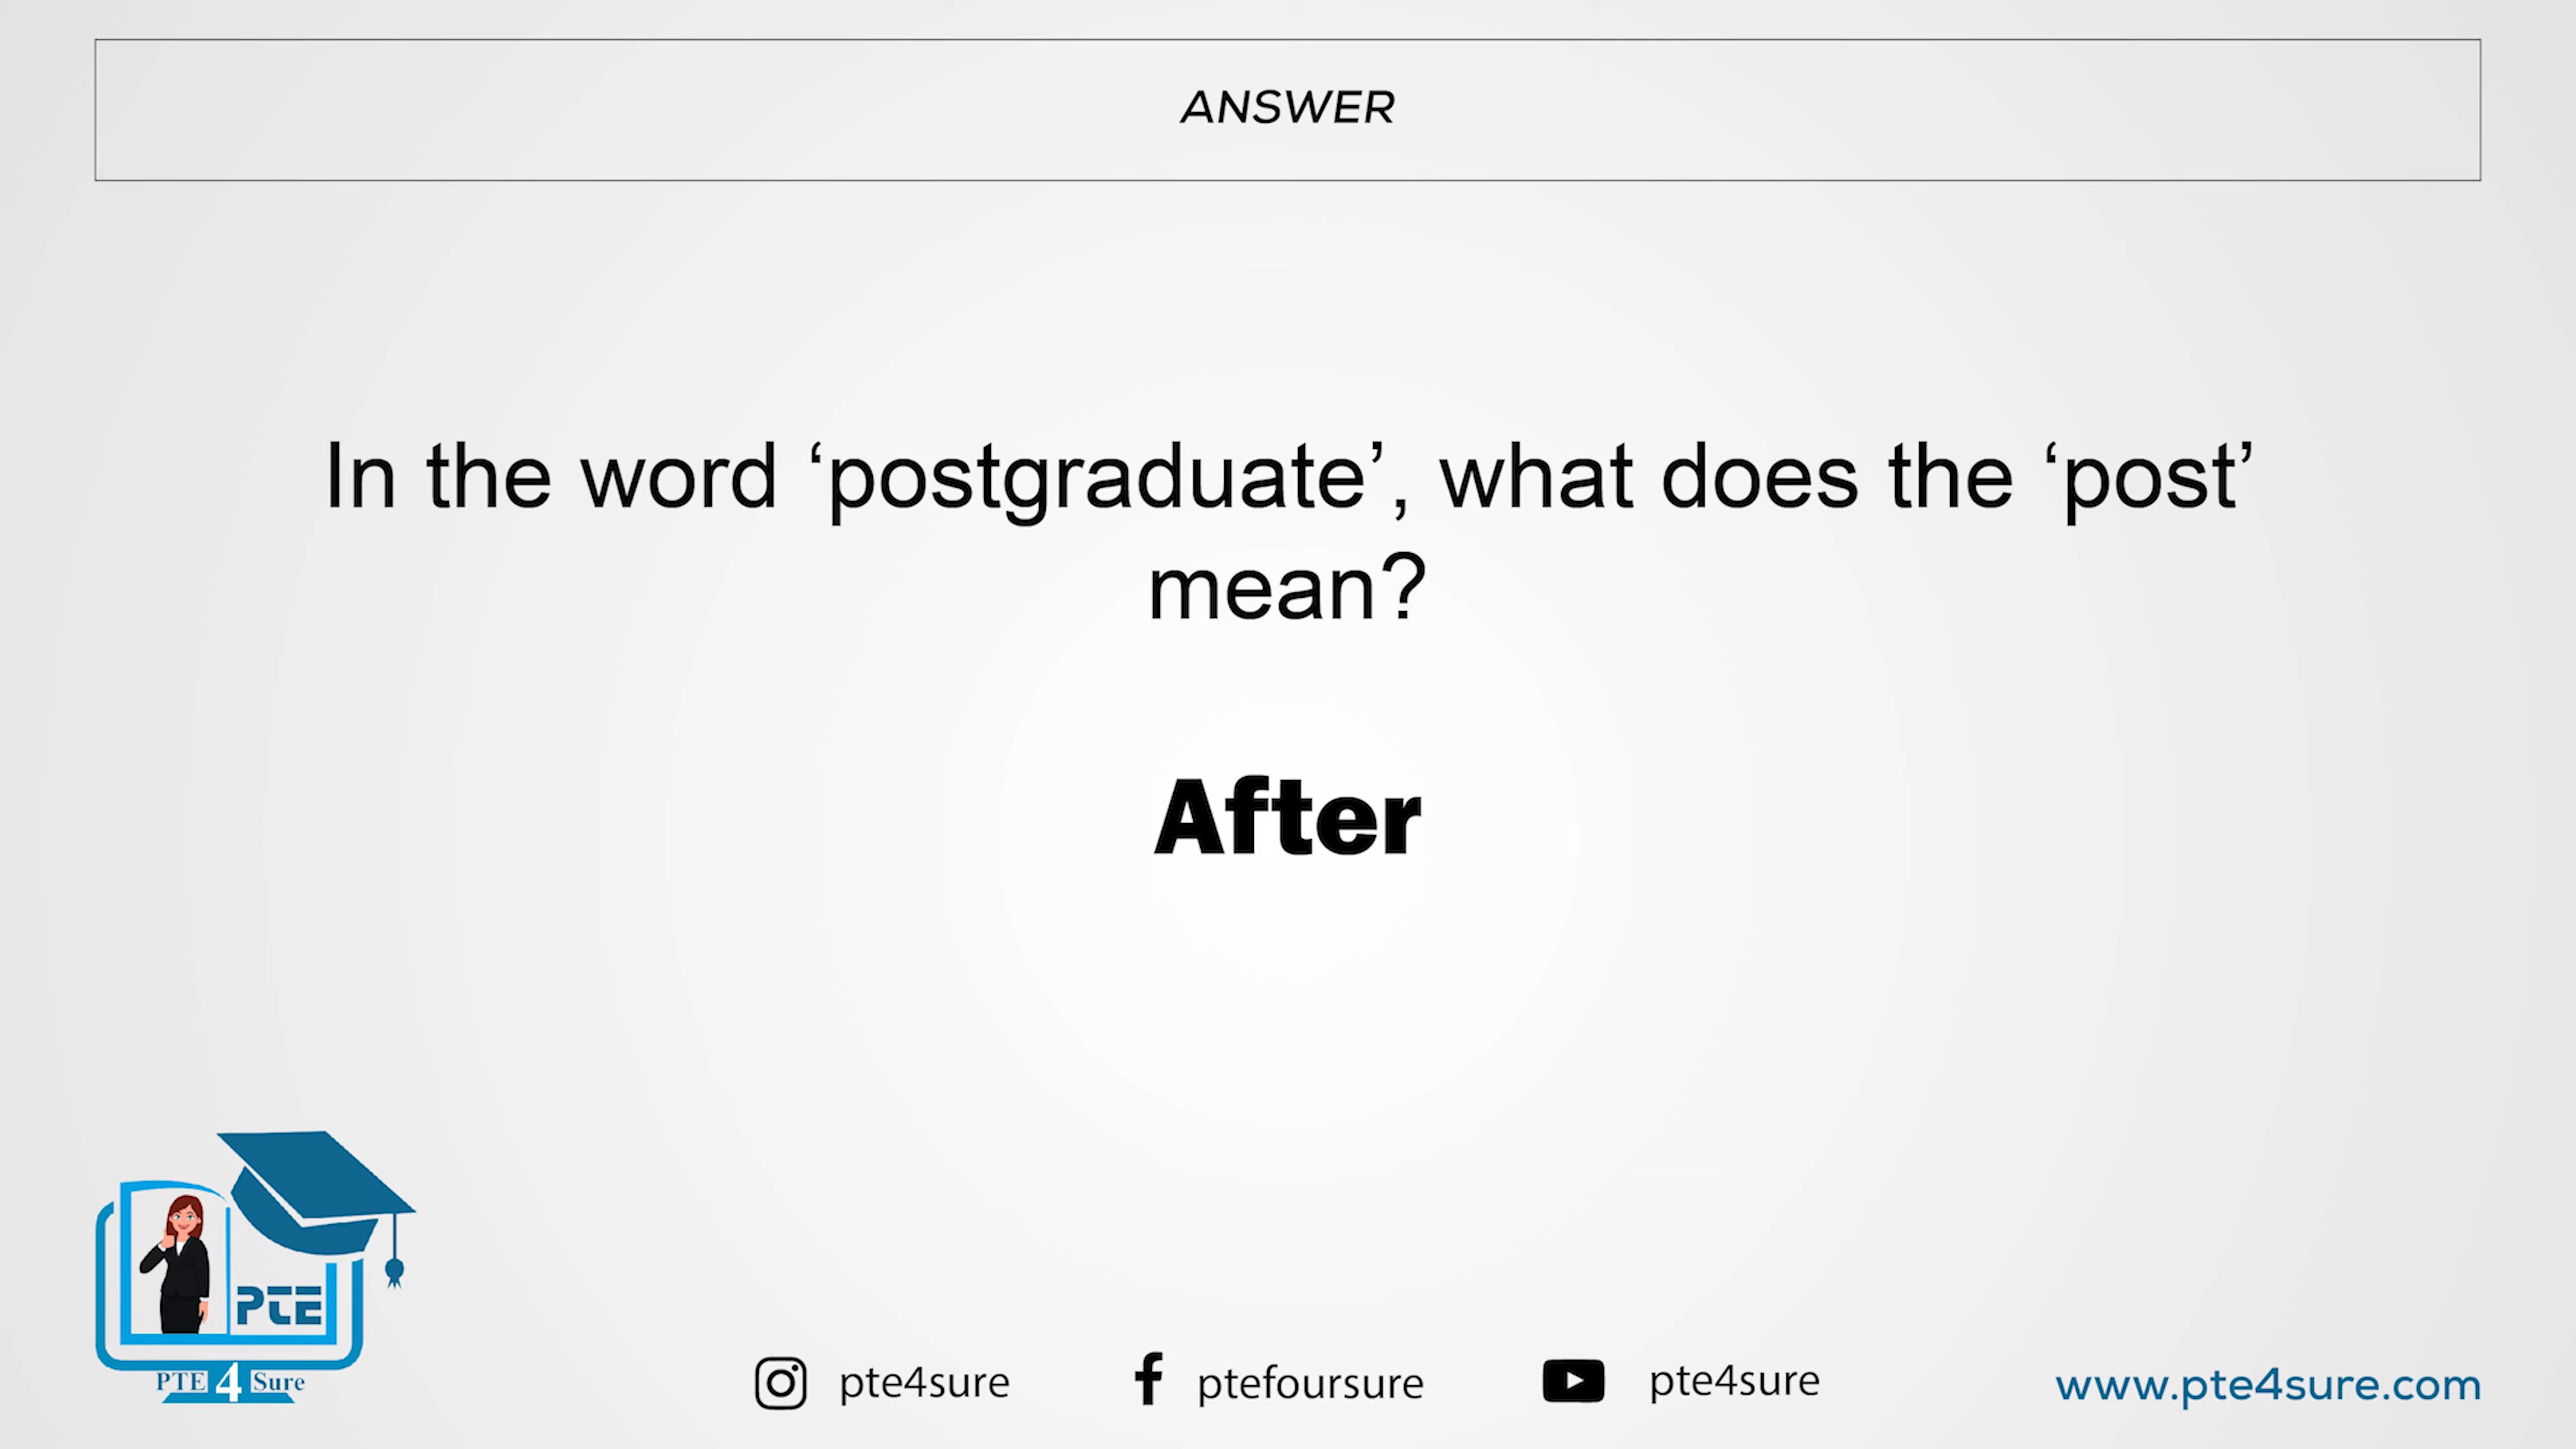 ANSWER
In the word ‘postgraduate’, what does the ‘post’
mean?
After
PTE
PTE 4 Sure
pte4sure
ptefoursure
pte4sure
www.pte4sure.com